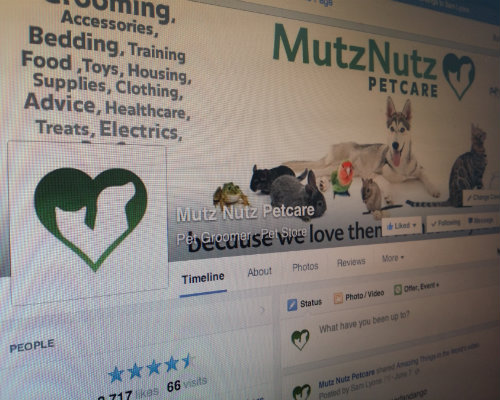 Grooming,
Accessories,
Bedding, Training
Food ,Toys, Housing,
Supplies, Clothing,
Advice, Healthcare,
Treats, Electrics,
MutzNutz
PETCARE
Mutz Nutz Petcare
Pet Groomer · Pet Store
because we love them
Liked
Following
Message
Timeline
About
Photos
Reviews
More
Status
Photo / Video
Offer, Event +
What have you been up to?
PEOPLE
717 likes
66 visits
Mutz Nutz Petcare shared Amazing Things in the World's video.
Posted by Sam Lyons
June 7